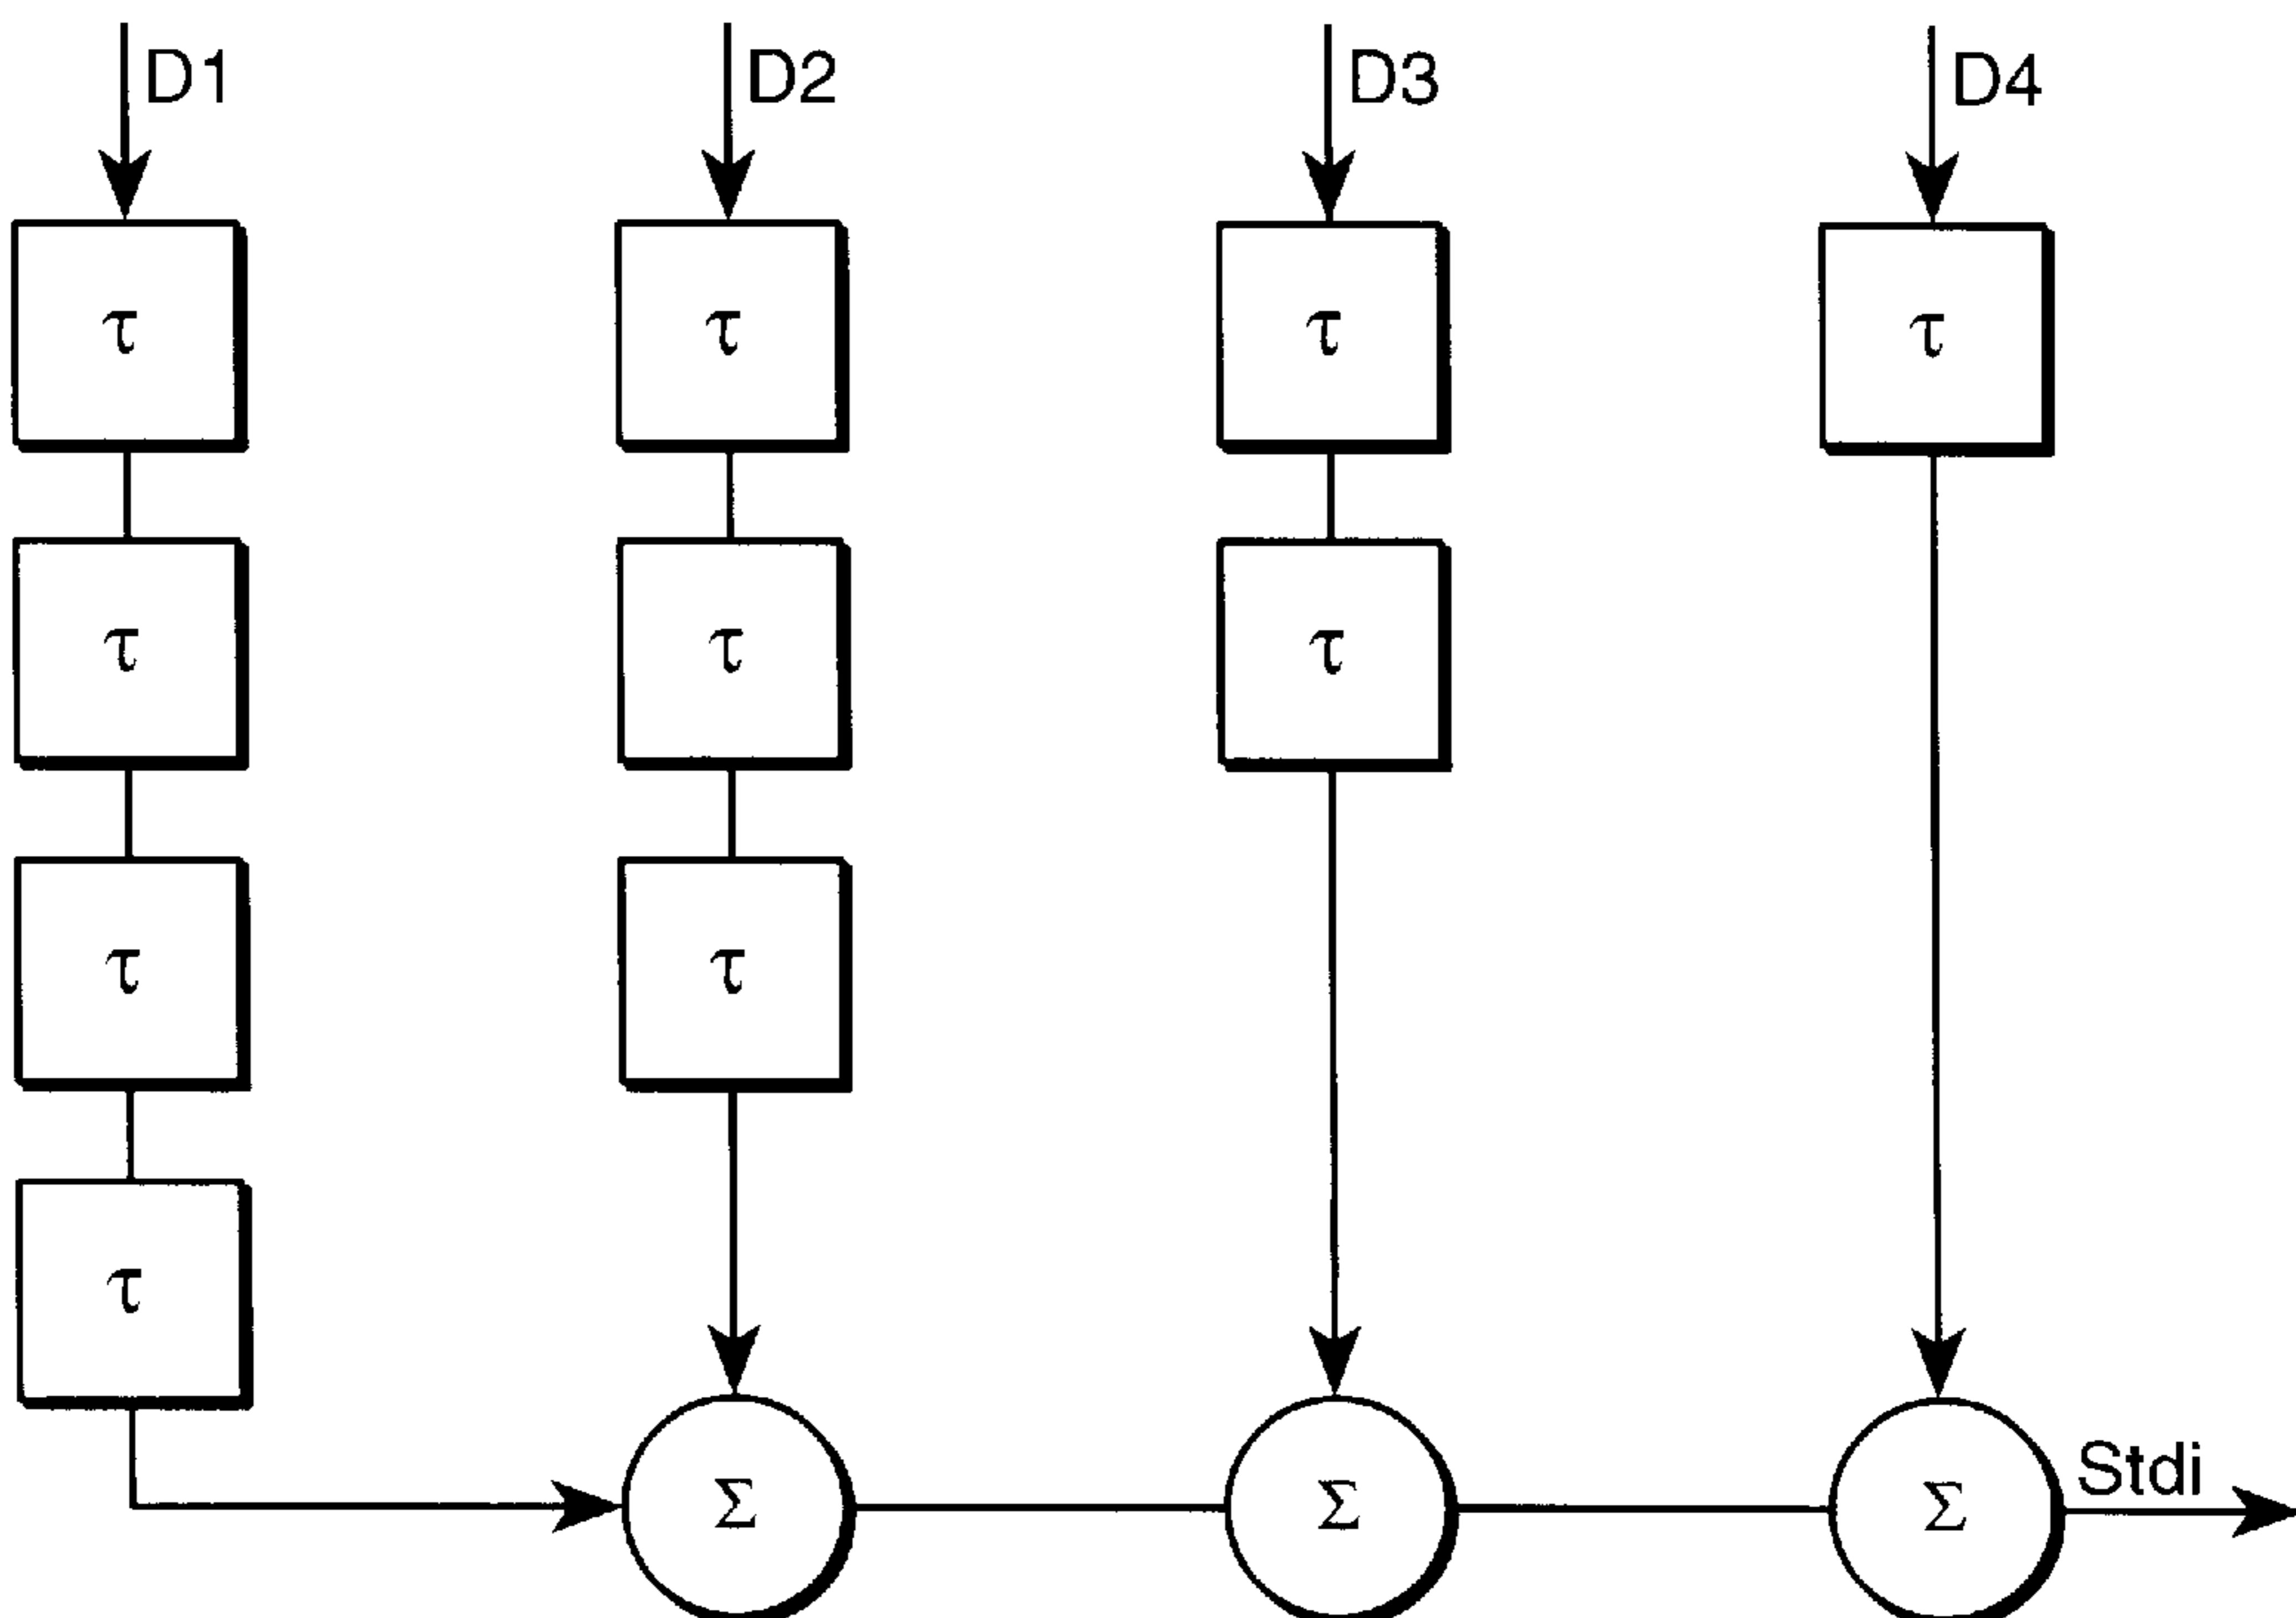 D1 D2 D3 D4
τ τ τ τ
τ τ τ
τ τ
τ
Σ Σ Σ Stdi